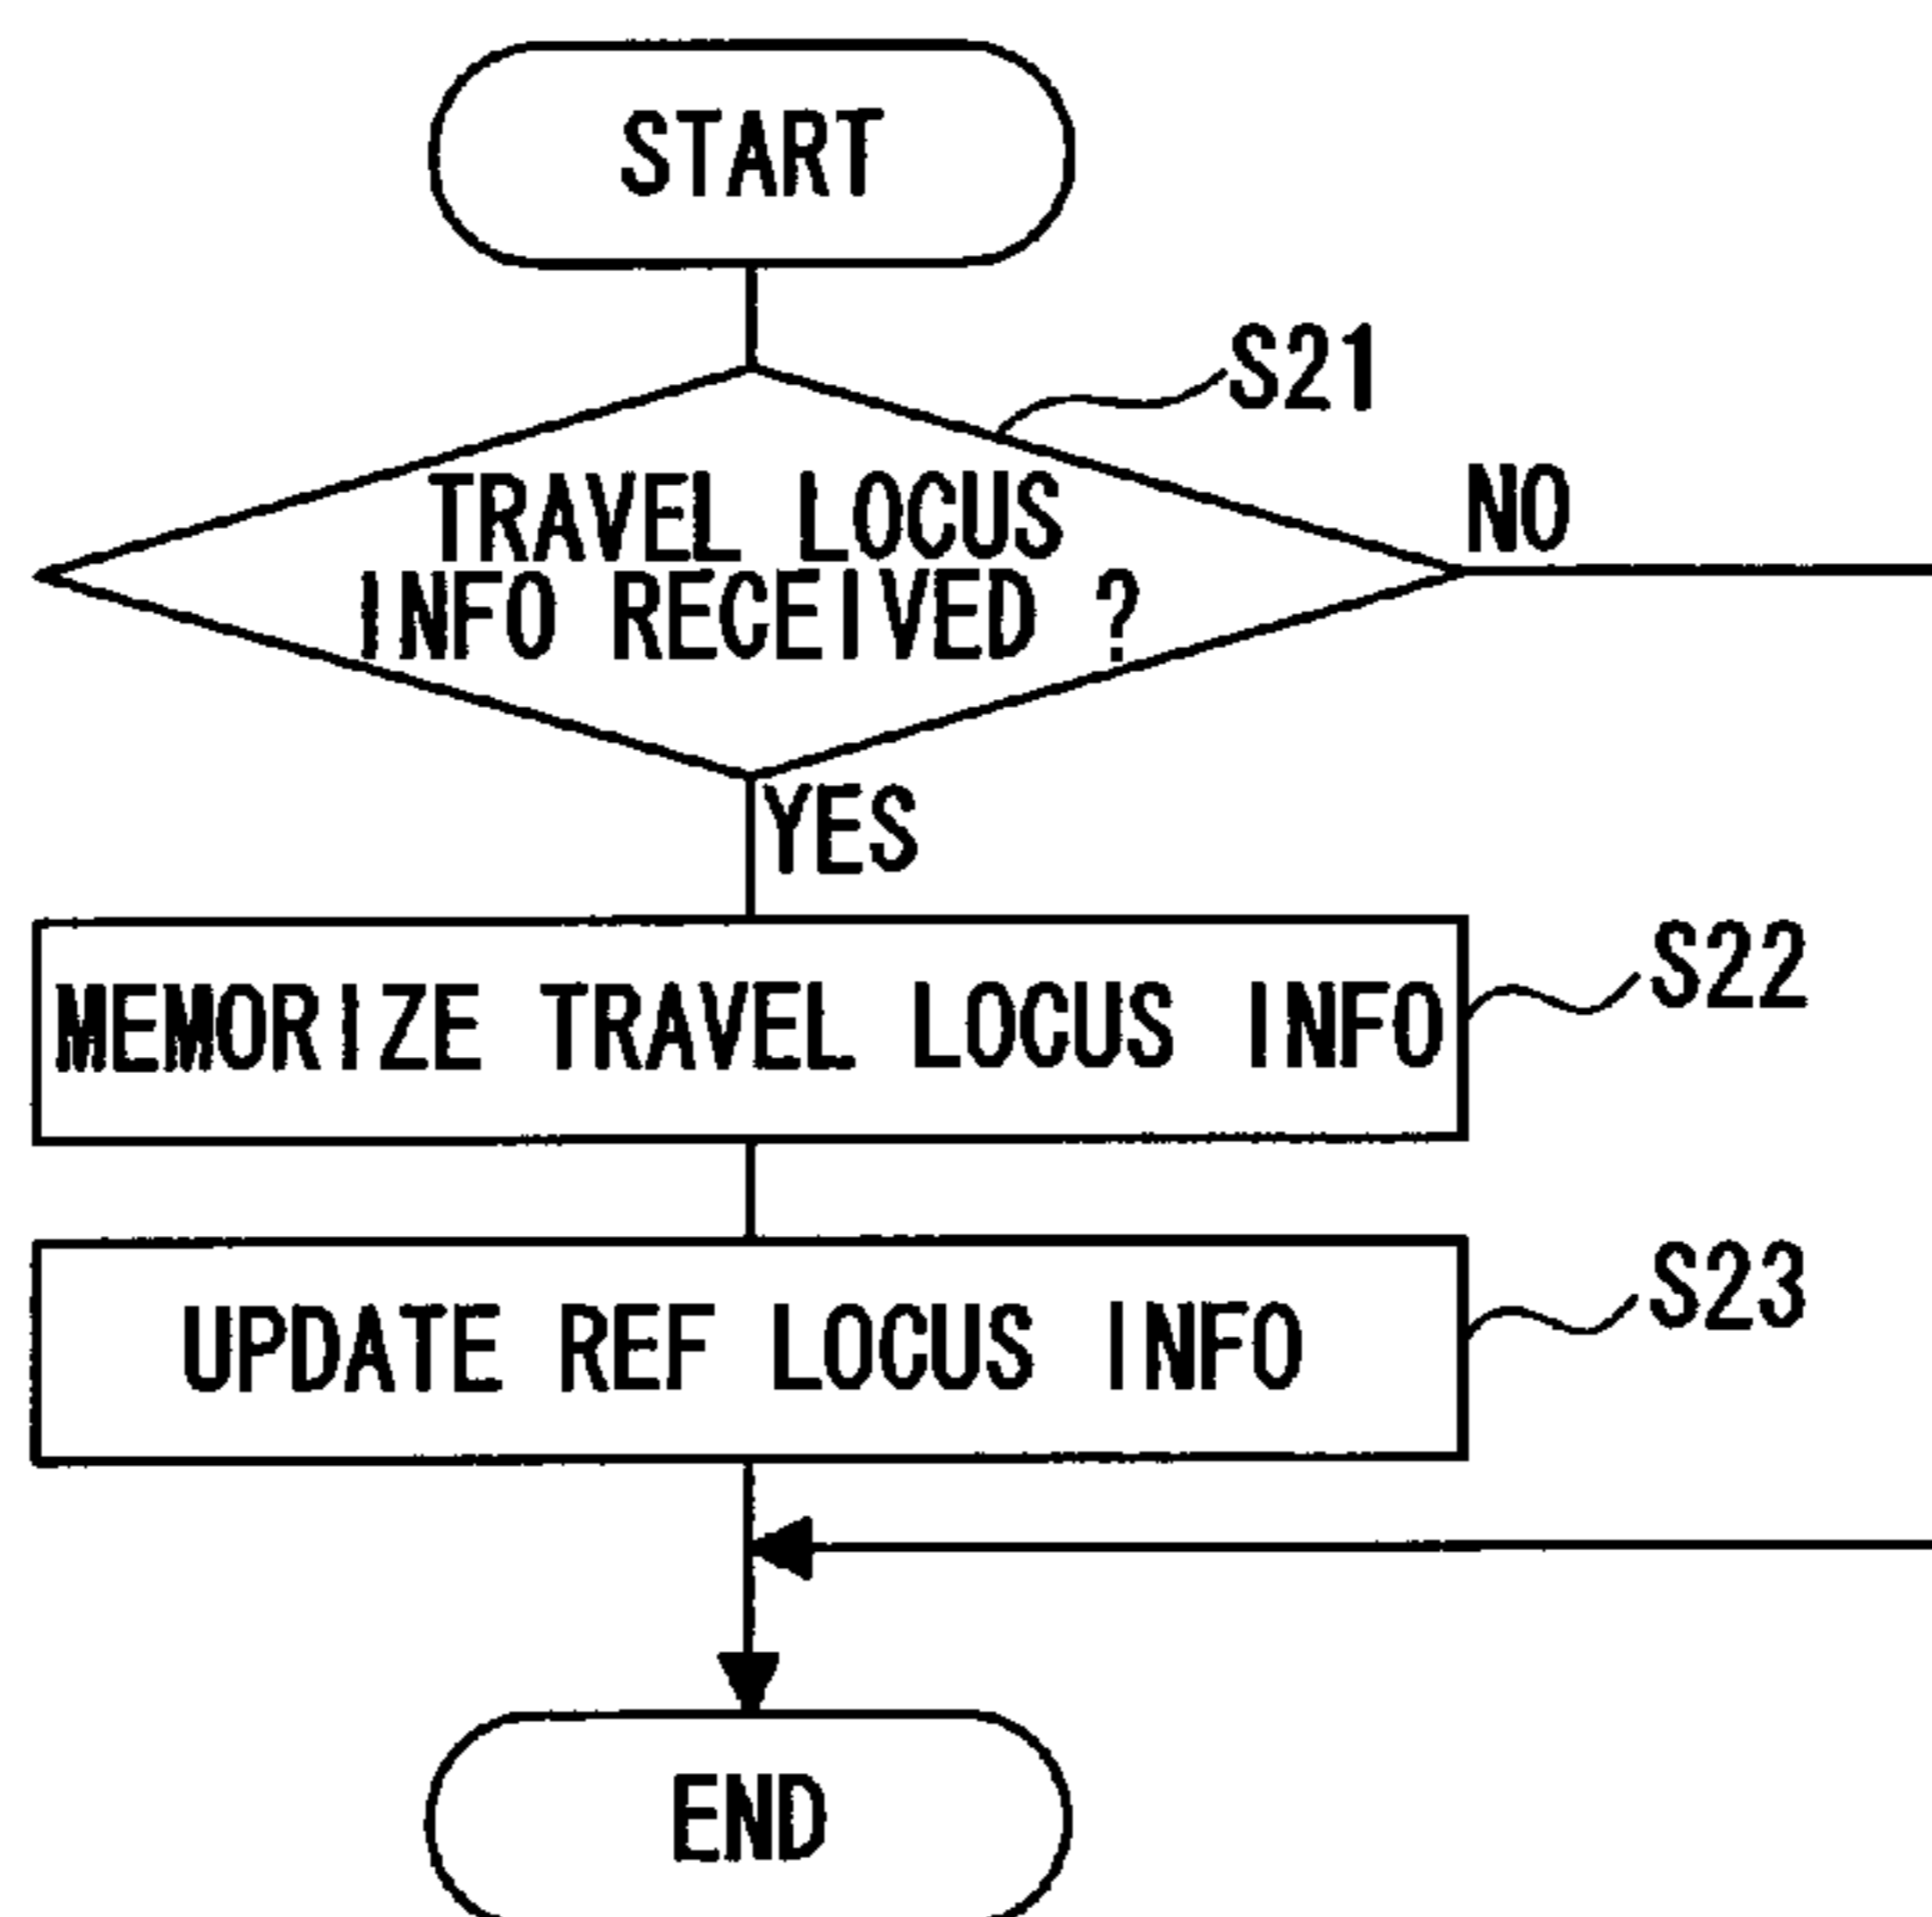 START
S21
TRAVEL LOCUS
INFO RECEIVED ?
NO
YES
MEMORIZE TRAVEL LOCUS INFO
S22
UPDATE REF LOCUS INFO
S23
END